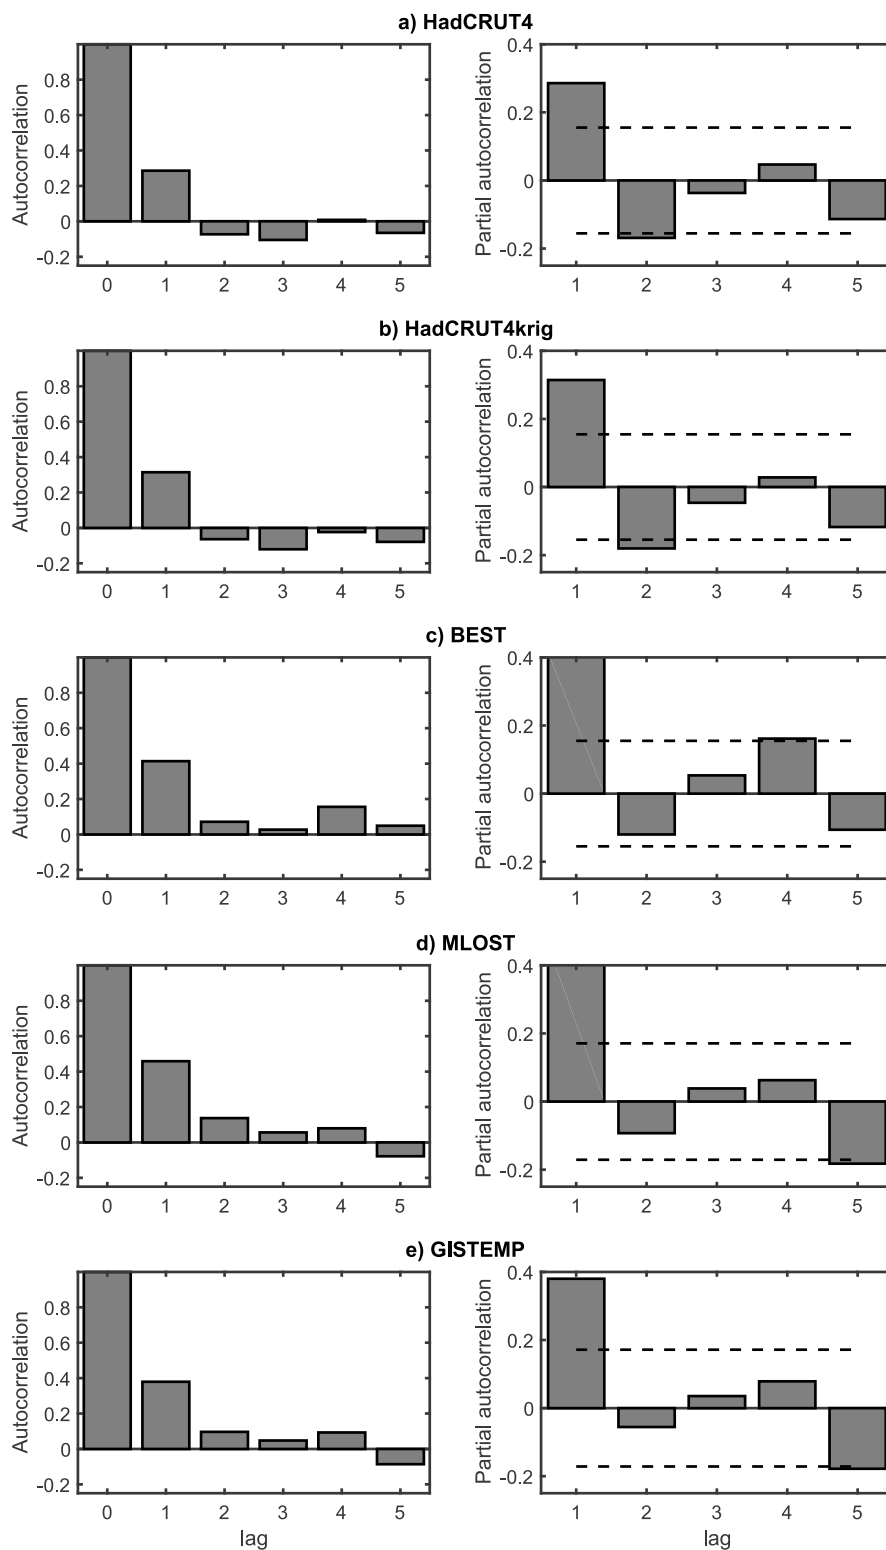 a) HadCRUT4
Autocorrelation
0.8
0.6
0.4
0.2
0
-0.2
0 1 2 3 4 5
Partial autocorrelation
0.4
0.2
0
-0.2
1 2 3 4 5
b) HadCRUT4krig
Autocorrelation
0.8
0.6
0.4
0.2
0
-0.2
0 1 2 3 4 5
Partial autocorrelation
0.4
0.2
0
-0.2
1 2 3 4 5
c) BEST
Autocorrelation
0.8
0.6
0.4
0.2
0
-0.2
0 1 2 3 4 5
Partial autocorrelation
0.4
0.2
0
-0.2
1 2 3 4 5
d) MLOST
Autocorrelation
0.8
0.6
0.4
0.2
0
-0.2
0 1 2 3 4 5
Partial autocorrelation
0.4
0.2
0
-0.2
1 2 3 4 5
e) GISTEMP
Autocorrelation
0.8
0.6
0.4
0.2
0
-0.2
0 1 2 3 4 5
lag
Partial autocorrelation
0.4
0.2
0
-0.2
1 2 3 4 5
lag